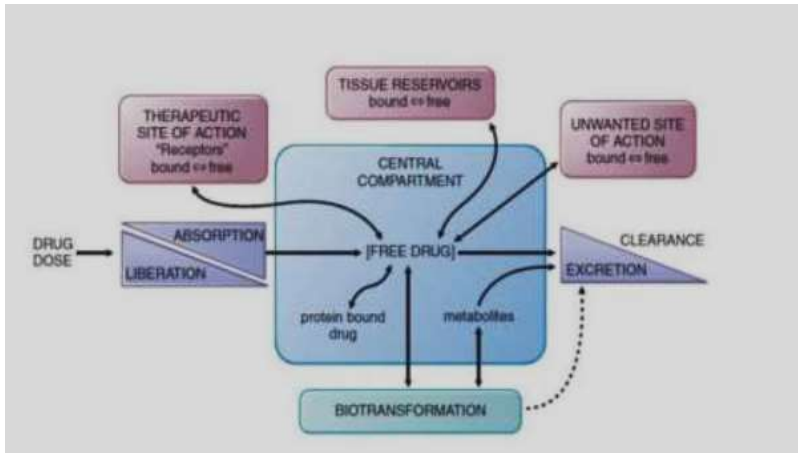 TISSUE RESERVOIRS
bound ⇔ free
THERAPEUTIC
SITE OF ACTION
"Receptors"
bound ⇔ free
UNWANTED SITE
OF ACTION
bound ⇔ free
CENTRAL
COMPARTMENT
DRUG
DOSE
ABSORPTION
LIBERATION
[FREE DRUG]
CLEARANCE
EXCRETION
protein bound
drug
metabolites
BIOTRANSFORMATION